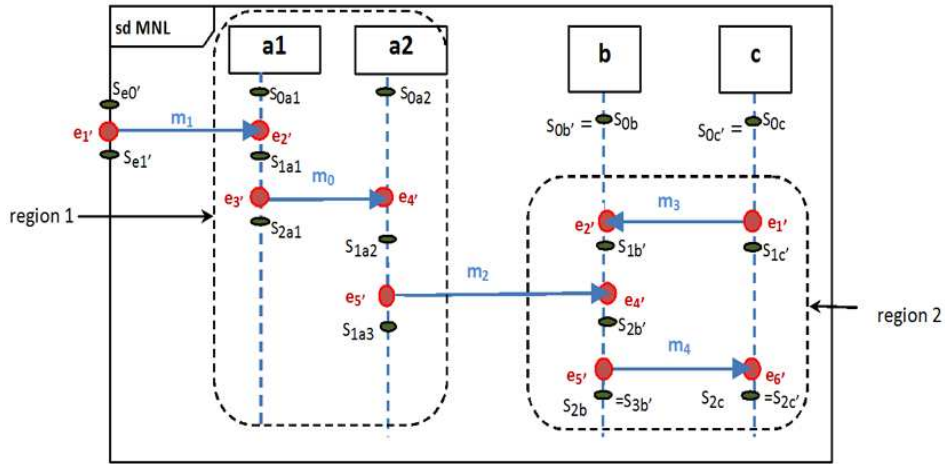 sd MNL
a1
a2
b
c
Se0'
S0a1
S0a2
S0b' = S0b
S0c' = S0c
e1'
m1
e2'
Se1'
S1a1
e3'
m0
e4'
region 1
S2a1
m3
e2'
e1'
S1a2
S1b'
S1c'
m2
e5'
e4'
region 2
S1a3
S2b'
m4
e5'
e6'
S2b =S3b'
S2c =S2c'